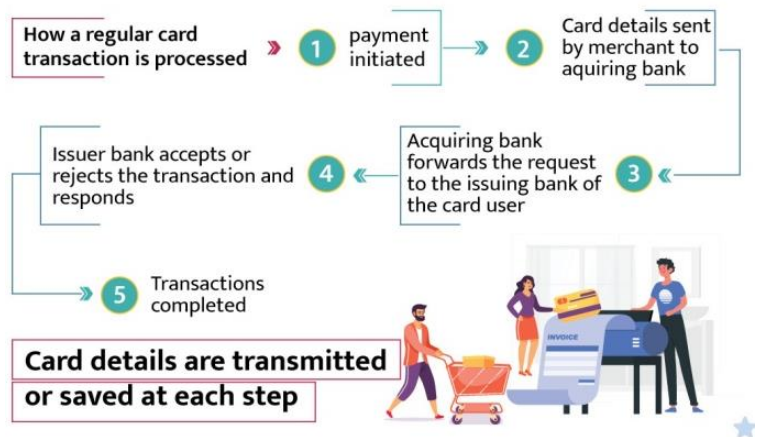 How a regular card
transaction is processed
1
payment
initiated
2
Card details sent
by merchant to
aquiring bank
3
Acquiring bank
forwards the request
to the issuing bank of
the card user
4
Issuer bank accepts or
rejects the transaction and
responds
5
Transactions
completed
Card details are transmitted
or saved at each step
INVOICE